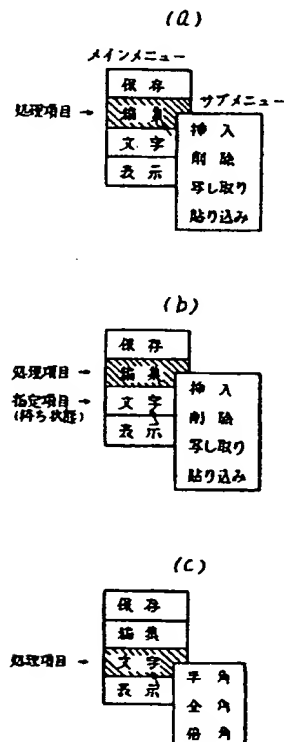 (a)
メインメニュー
保存
処理項目→
編集
サブメニュー
文字
表示
挿入
削除
写し取り
貼り込み
(b)
保存
処理項目→
編集
指定項目→
(待ち状態)
文字
表示
挿入
削除
写し取り
貼り込み
(c)
保存
編集
処理項目→
文字
表示
半角
全角
倍角